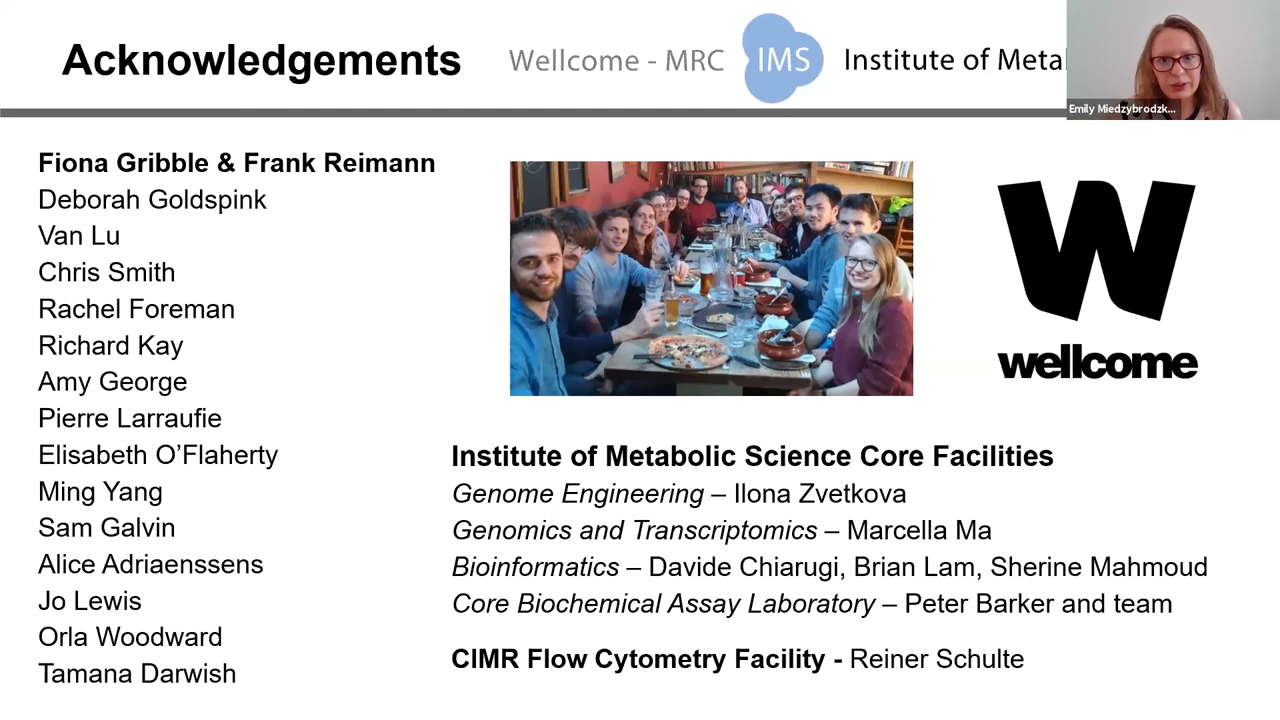 Acknowledgements
Wellcome - MRC IMS Institute of Metab
Emily Miedzybrodzk...
Fiona Gribble & Frank Reimann
Deborah Goldspink
Van Lu
Chris Smith
Rachel Foreman
Richard Kay
Amy George
Pierre Larraufie
Elisabeth O’Flaherty
Ming Yang
Sam Galvin
Alice Adriaenssens
Jo Lewis
Orla Woodward
Tamana Darwish
W
wellcome
Institute of Metabolic Science Core Facilities
Genome Engineering – Ilona Zvetkova
Genomics and Transcriptomics – Marcella Ma
Bioinformatics – Davide Chiarugi, Brian Lam, Sherine Mahmoud
Core Biochemical Assay Laboratory – Peter Barker and team
CIMR Flow Cytometry Facility - Reiner Schulte